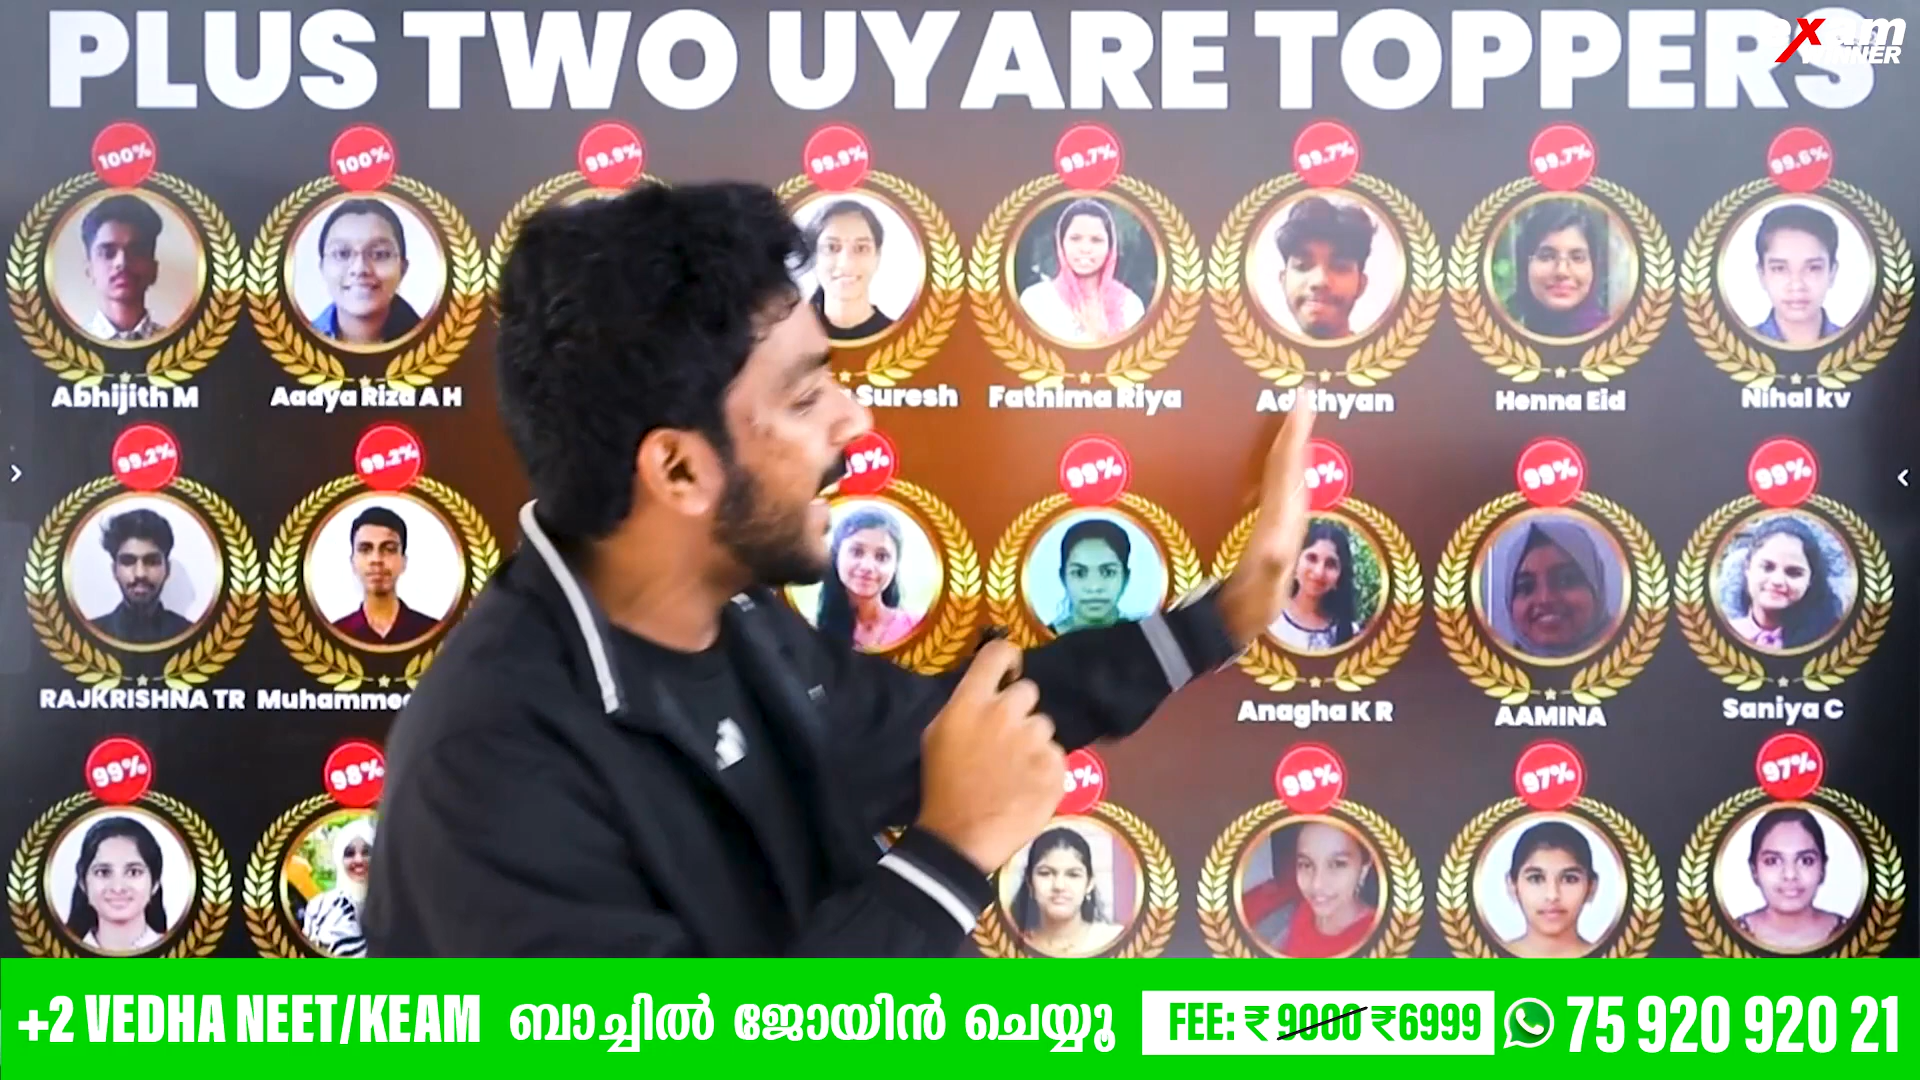 PLUS TWO UYARE TOPPERS
100% 100% 99.9% 99.9% 99.7% 99.7% 99.7% 99.6%
Abhijith M Aadya Riza A H Suresh Fathima Riya Adithyan Henna Eid Nihal kv
99.2% 99.2% 99% 99% 99% 99%
RAJKRISHNA TR Anagha K R AAMINA Saniya C
99% 98% 98% 97% 97%
+2 VEDHA NEET/KEAM ബാച്ചിൽ ജോയിൻ ചെയ്യൂ FEE: ₹ 9000 ₹6999 75 920 920 21